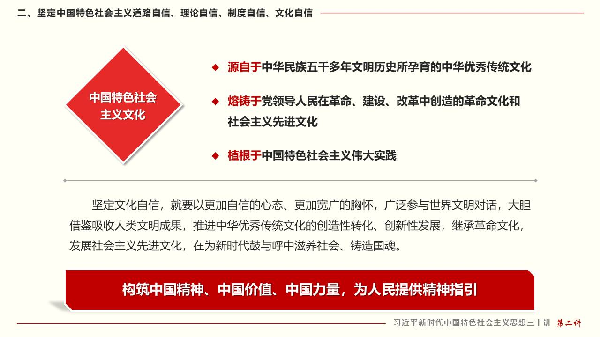 二、坚定中国特色社会主义道路自信、理论自信、制度自信、文化自信
中国特色社会
主义文化
源自于中华民族五千多年文明历史所孕育的中华优秀传统文化
熔铸于党领导人民在革命、建设、改革中创造的革命文化和
社会主义先进文化
植根于中国特色社会主义伟大实践
坚定文化自信，就要以更加自信的心态、更加宽广的胸怀，广泛参与世界文明对话，大胆
借鉴吸收人类文明成果，推进中华优秀传统文化的创造性转化、创新性发展，继承革命文化，
发展社会主义先进文化，在为新时代鼓与呼中滋养社会、铸造国魂。
构筑中国精神、中国价值、中国力量，为人民提供精神指引
习近平新时代中国特色社会主义思想三十讲 第二讲